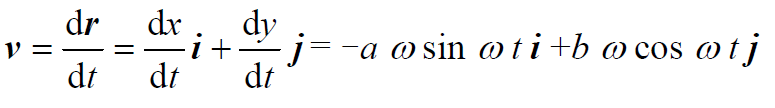 v = dr/dt = dx/dt i + dy/dt j = −a ω sin ω t i +b ω cos ω t j